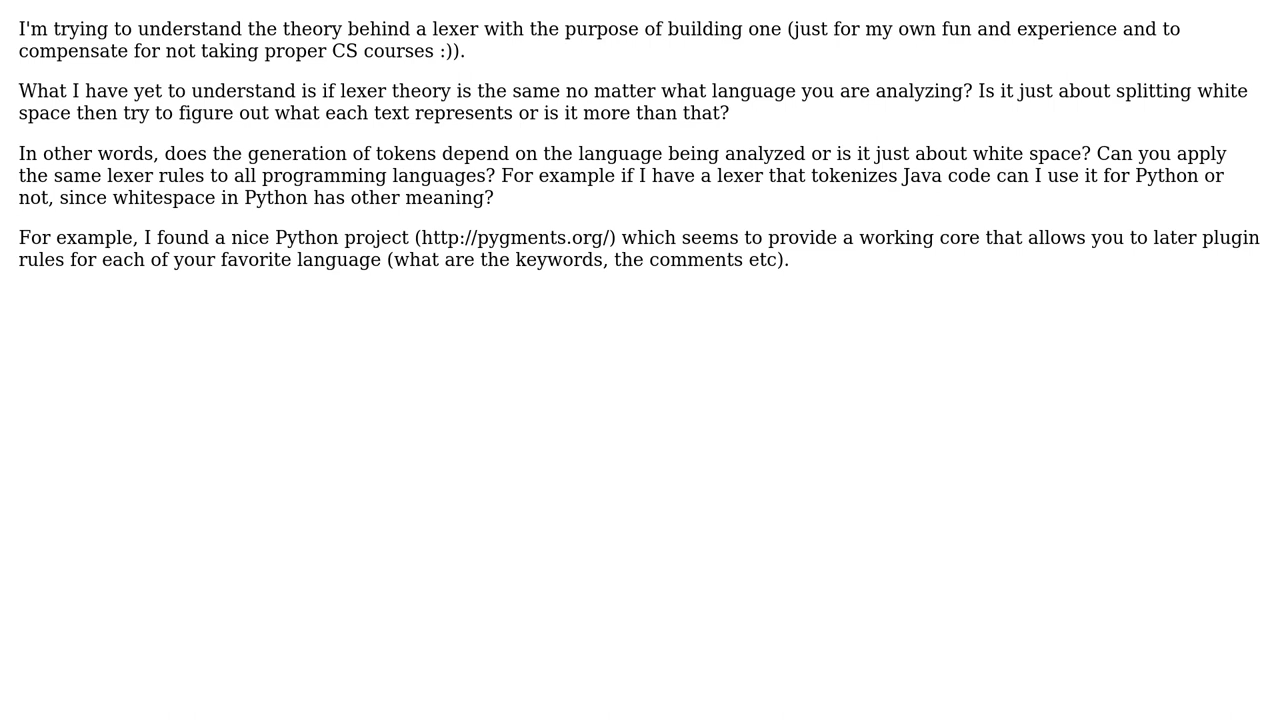 I'm trying to understand the theory behind a lexer with the purpose of building one (just for my own fun and experience and to
compensate for not taking proper CS courses :)).
What I have yet to understand is if lexer theory is the same no matter what language you are analyzing? Is it just about splitting white
space then try to figure out what each text represents or is it more than that?
In other words, does the generation of tokens depend on the language being analyzed or is it just about white space? Can you apply
the same lexer rules to all programming languages? For example if I have a lexer that tokenizes Java code can I use it for Python or
not, since whitespace in Python has other meaning?
For example, I found a nice Python project (http://pygments.org/) which seems to provide a working core that allows you to later plugin
rules for each of your favorite language (what are the keywords, the comments etc).